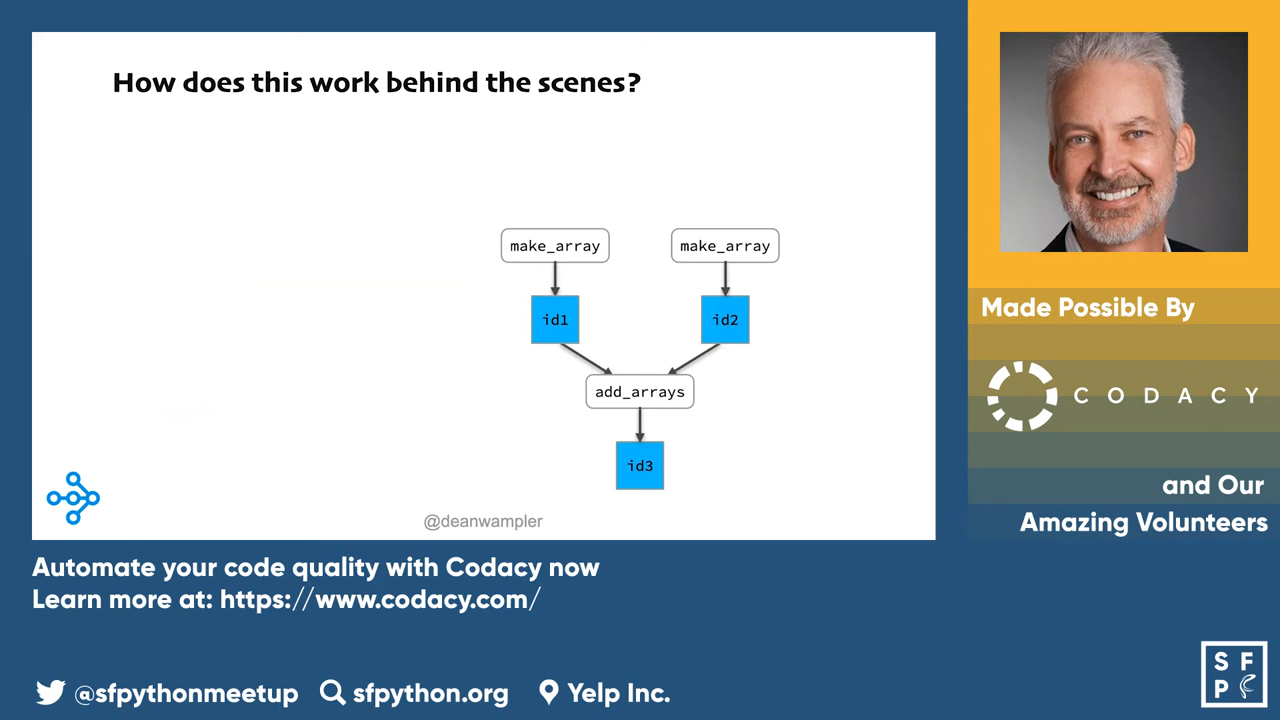 How does this work behind the scenes?
make_array
make_array
id1
id2
add_arrays
id3
@deanwampler
Made Possible By
CODACY
and Our
Amazing Volunteers
Automate your code quality with Codacy now
Learn more at: https://www.codacy.com/
@sfpythonmeetup
sfpython.org
Yelp Inc.
SF
P